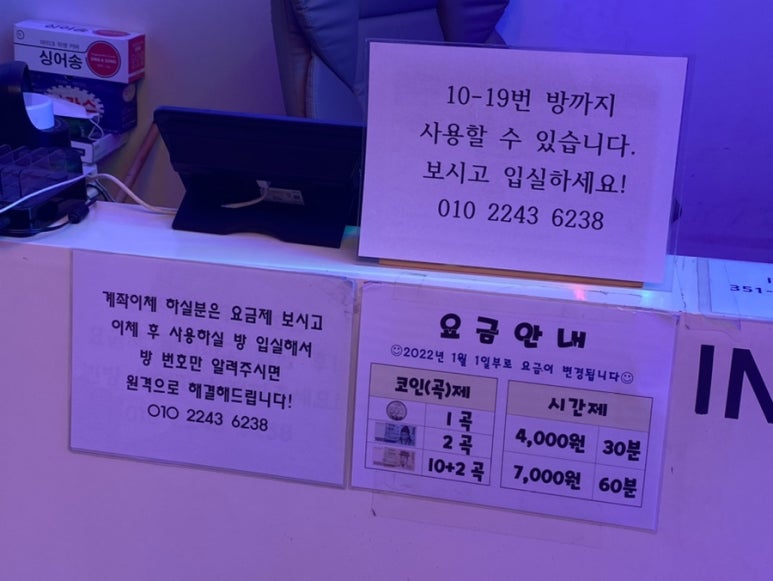 싱어송
10-19번 방까지
사용할 수 있습니다.
보시고 입실하세요!
010 2243 6238
계좌이체 하실분은 요금제 보시고
이체 후 사용하실 방 입실해서
방 번호만 알려주시면
원격으로 해결해드립니다!
010 2243 6238
요금안내
☺2022년 1월 1일부로 요금이 변경됩니다☺
코인(곡)제
1곡
2곡
10+2곡
시간제
4,000원 30분
7,000원 60분
351-
IN